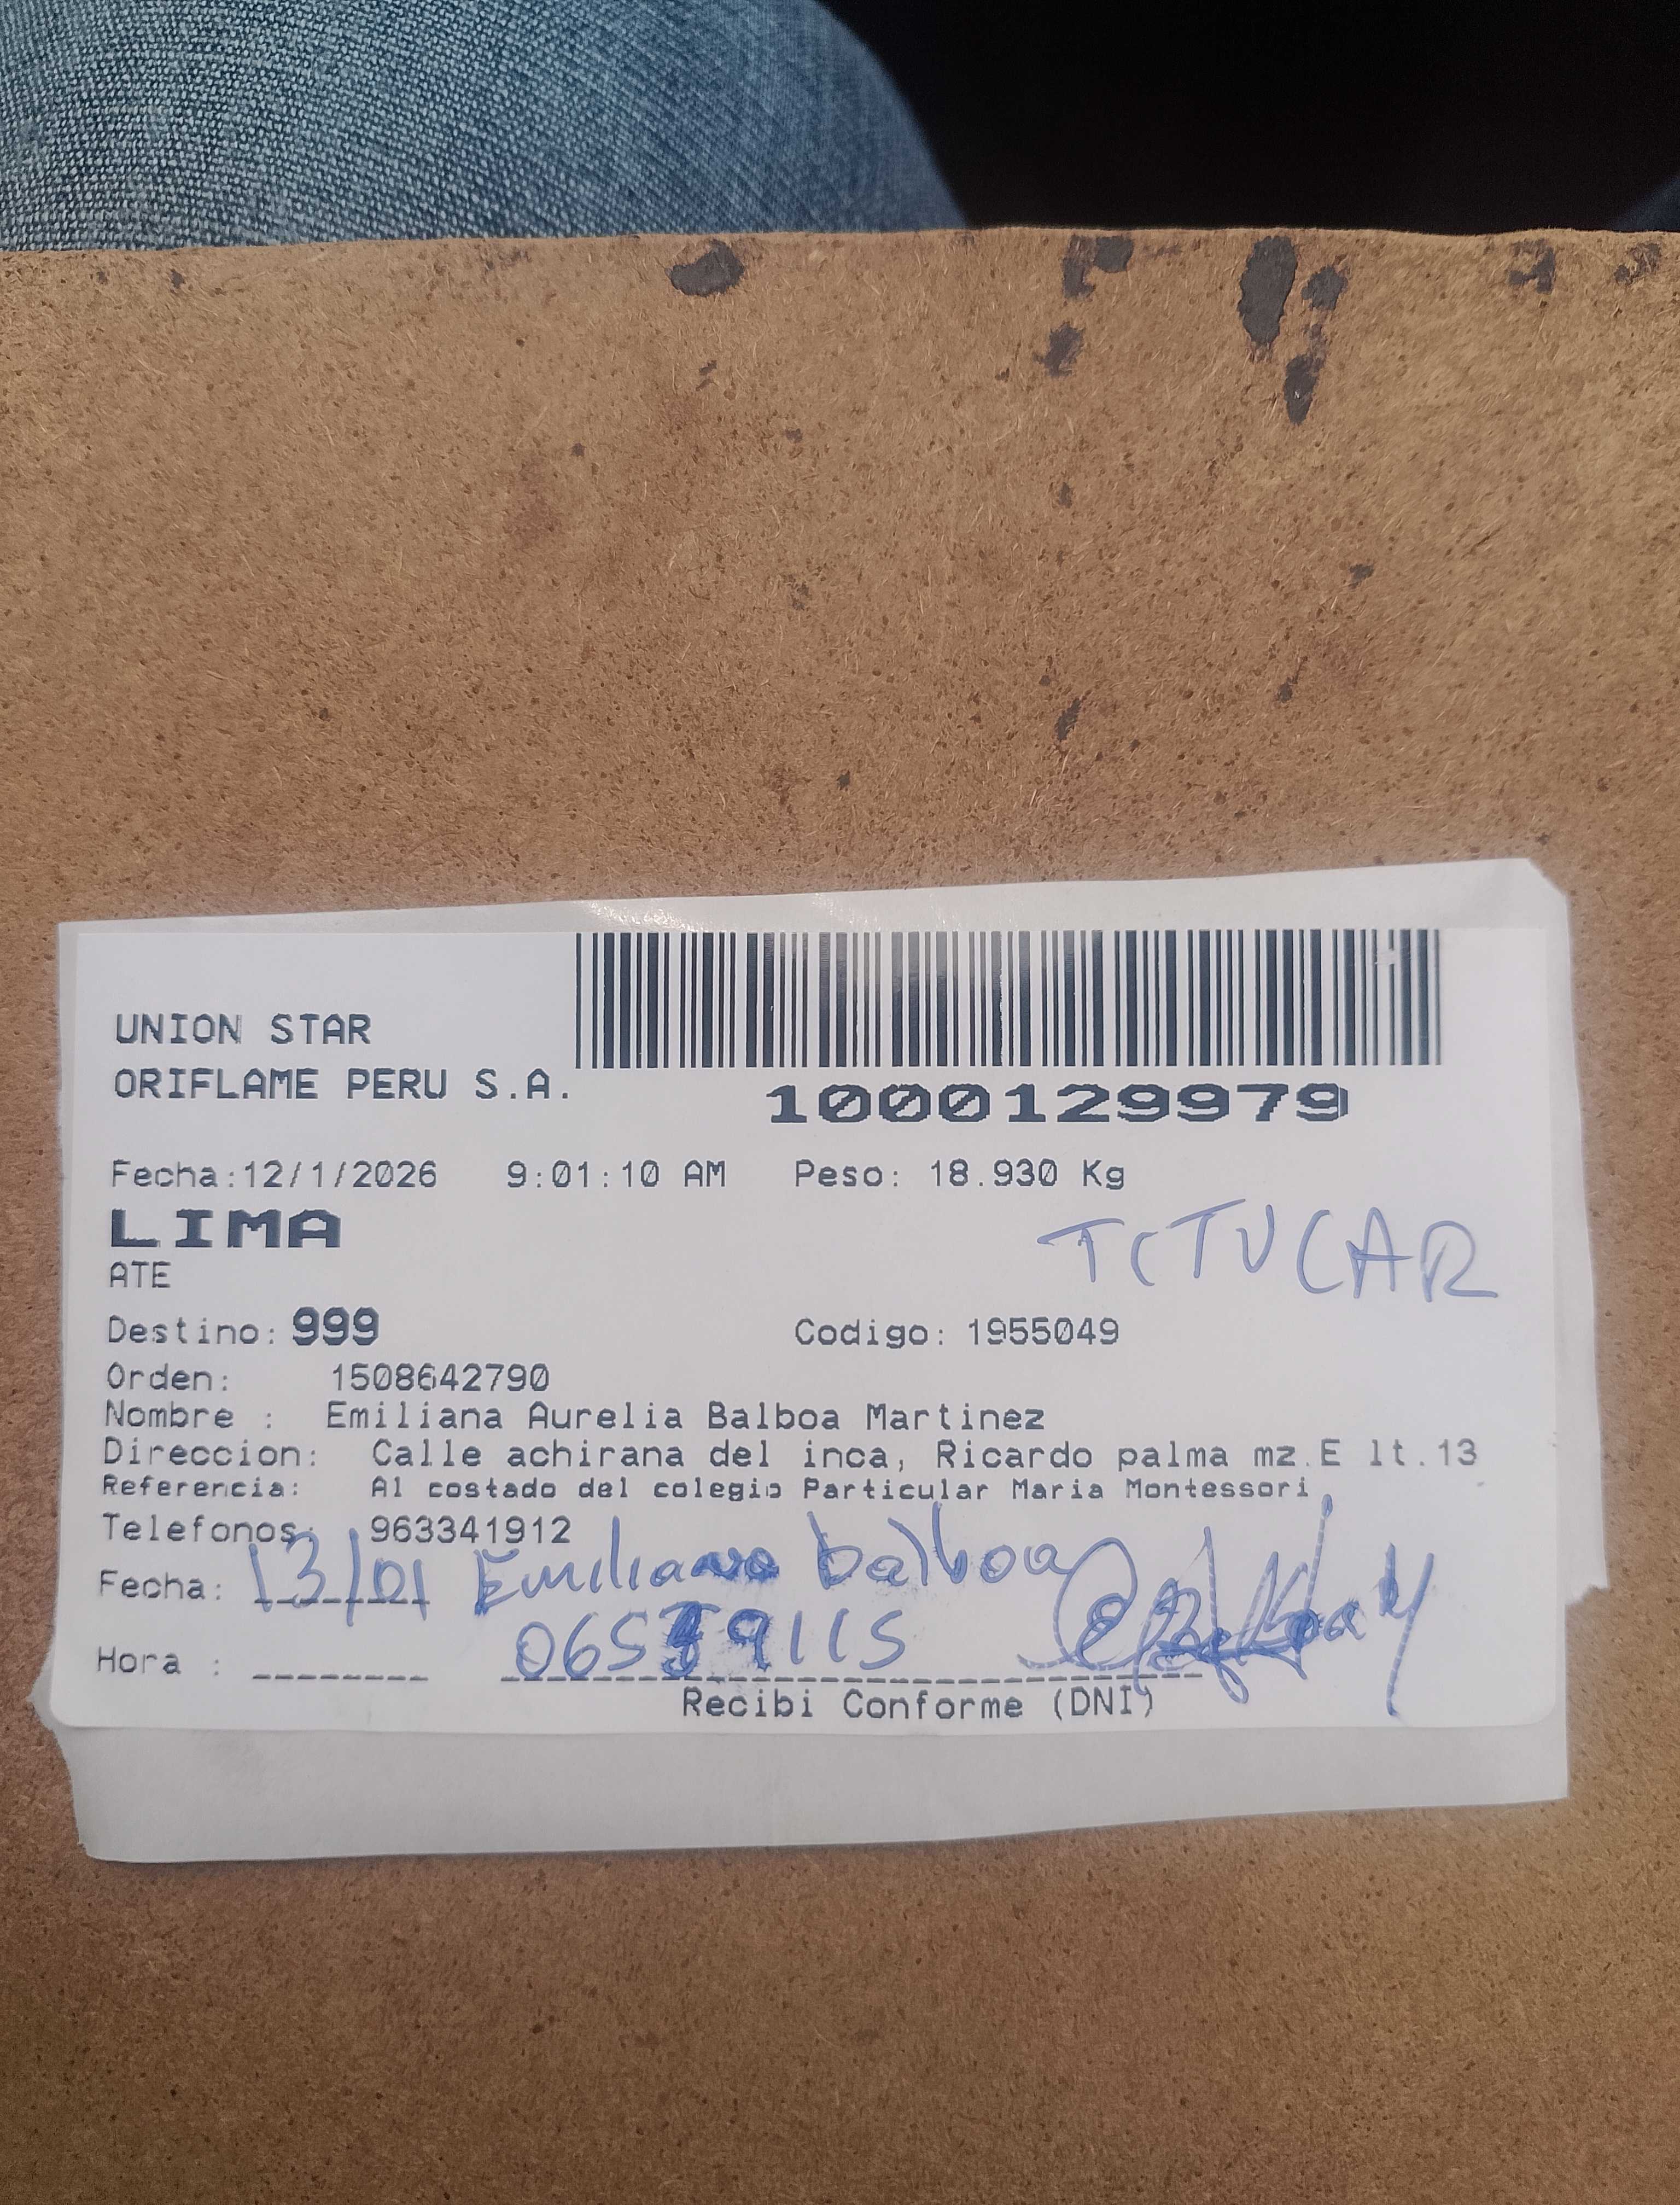 UNION STAR
ORIFLAME PERU S.A.
1000129979
Fecha:12/1/2026 9:01:10 AM Peso: 18.930 Kg
LIMA
ATE
Destino: 999 Codigo: 1955049
Orden: 1508642790
Nombre : Emiliana Aurelia Balboa Martinez
Direccion: Calle achirana del inca, Ricardo palma mz.E lt.13
Referencia: Al costado del colegio Particular Maria Montessori
Telefonos: 963341912
Fecha: 13/01 Emiliana balboa
Hora :
Recibi Conforme (DNI)